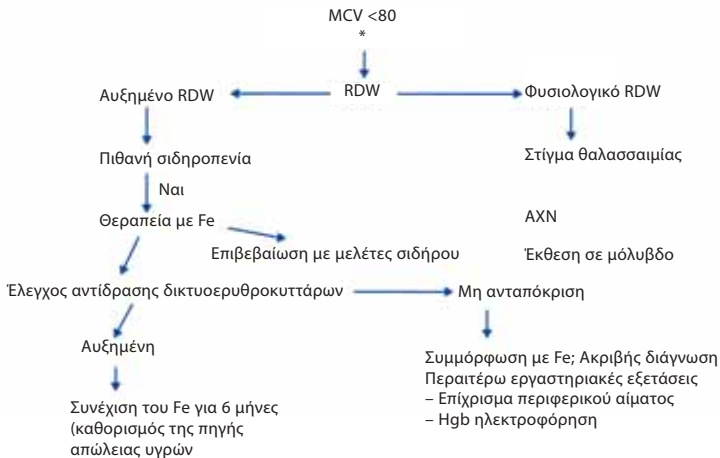 MCV <80
*
Αυξημένο RDW
RDW
Φυσιολογικό RDW
Πιθανή σιδηροπενία
Στίγμα θαλασσαιμίας
Ναι
Θεραπεία με Fe
ΑΧΝ
Επιβεβαίωση με μελέτες σιδήρου
Έκθεση σε μόλυβδο
Έλεγχος αντίδρασης δικτυοερυθροκυττάρων
Μη ανταπόκριση
Αυξημένη
Συμμόρφωση με Fe; Ακριβής διάγνωση
Περαιτέρω εργαστηριακές εξετάσεις
– Επίχρισμα περιφερικού αίματος
– Hgb ηλεκτροφόρηση
Συνέχιση του Fe για 6 μήνες
(καθορισμός της πηγής
απώλειας υγρών